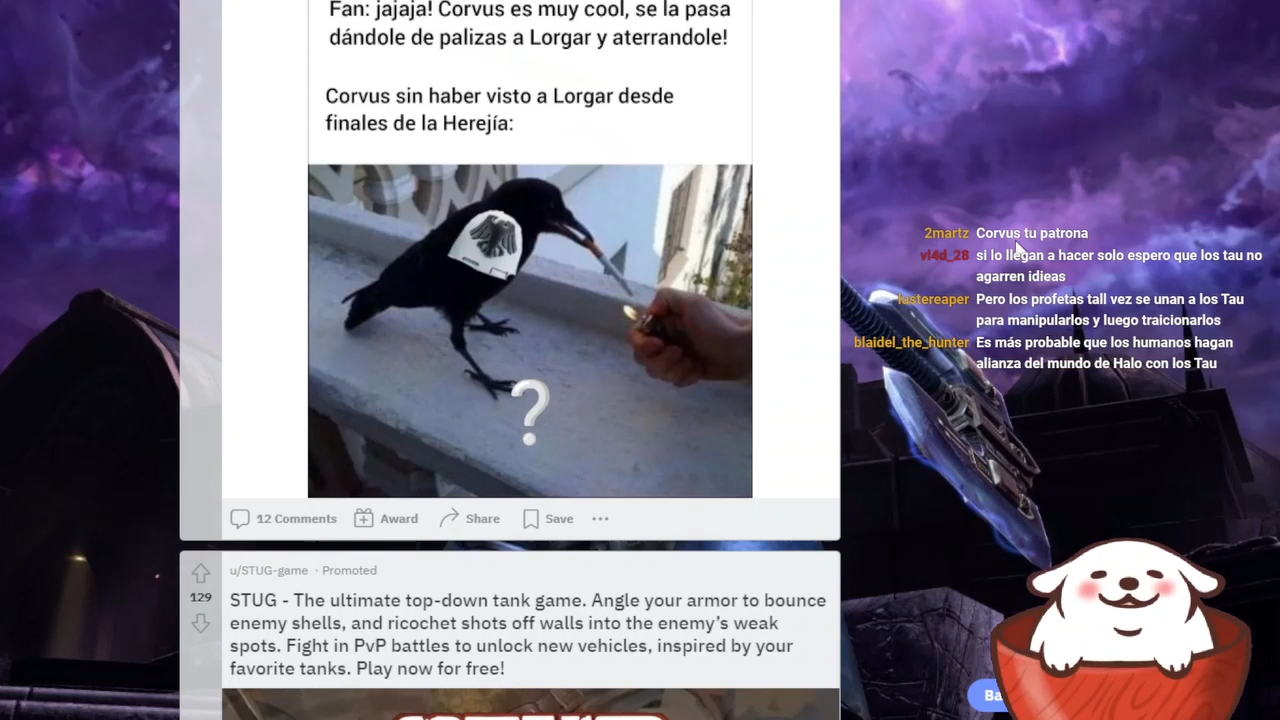 Fan: jajaja! Corvus es muy cool, se la pasa
dándole de palizas a Lorgar y aterrandole!
Corvus sin haber visto a Lorgar desde
finales de la Herejía:
?
12 Comments Award Share Save
u/STUG-game · Promoted
129
STUG - The ultimate top-down tank game. Angle your armor to bounce
enemy shells, and ricochet shots off walls into the enemy's weak
spots. Fight in PvP battles to unlock new vehicles, inspired by your
favorite tanks. Play now for free!
2martz Corvus tu patrona
vl4d_28 si lo llegan a hacer solo espero que los tau no
agarren idieas
lustereaper Pero los profetas tall vez se unan a los Tau
para manipularlos y luego traicionarlos
blaidel_the_hunter Es más probable que los humanos hagan
alianza del mundo de Halo con los Tau